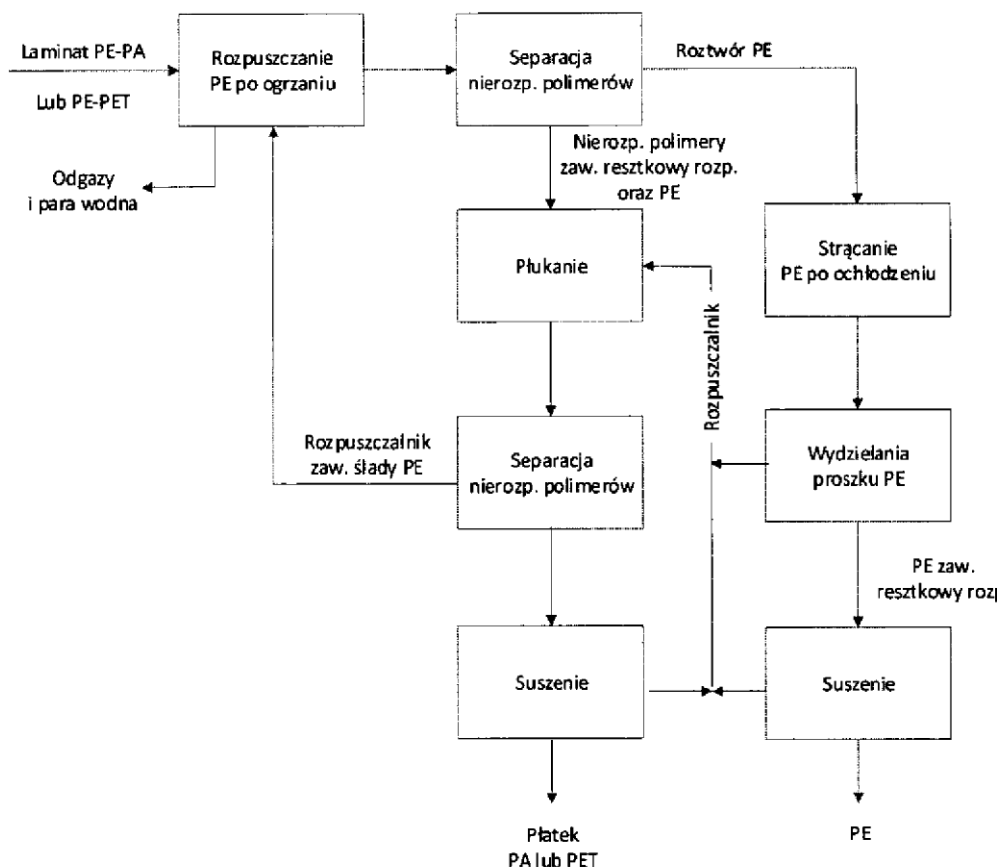 Laminat PE-PA
Lub PE-PET
Rozpuszczanie
PE po ogrzaniu
Separacja
nierozp. polimerów
Roztwór PE
Odgazy
i para wodna
Nierozp. polimery
zaw. resztkowy rozp.
oraz PE
Płukanie
Rozpuszczalnik
Strącanie
PE po ochłodzeniu
Rozpuszczalnik
zaw. ślady PE
Separacja
nierozp. polimerów
Wydzielania
proszku PE
PE zaw.
resztkowy rozp
Suszenie
Suszenie
Płatek
PA lub PET
PE